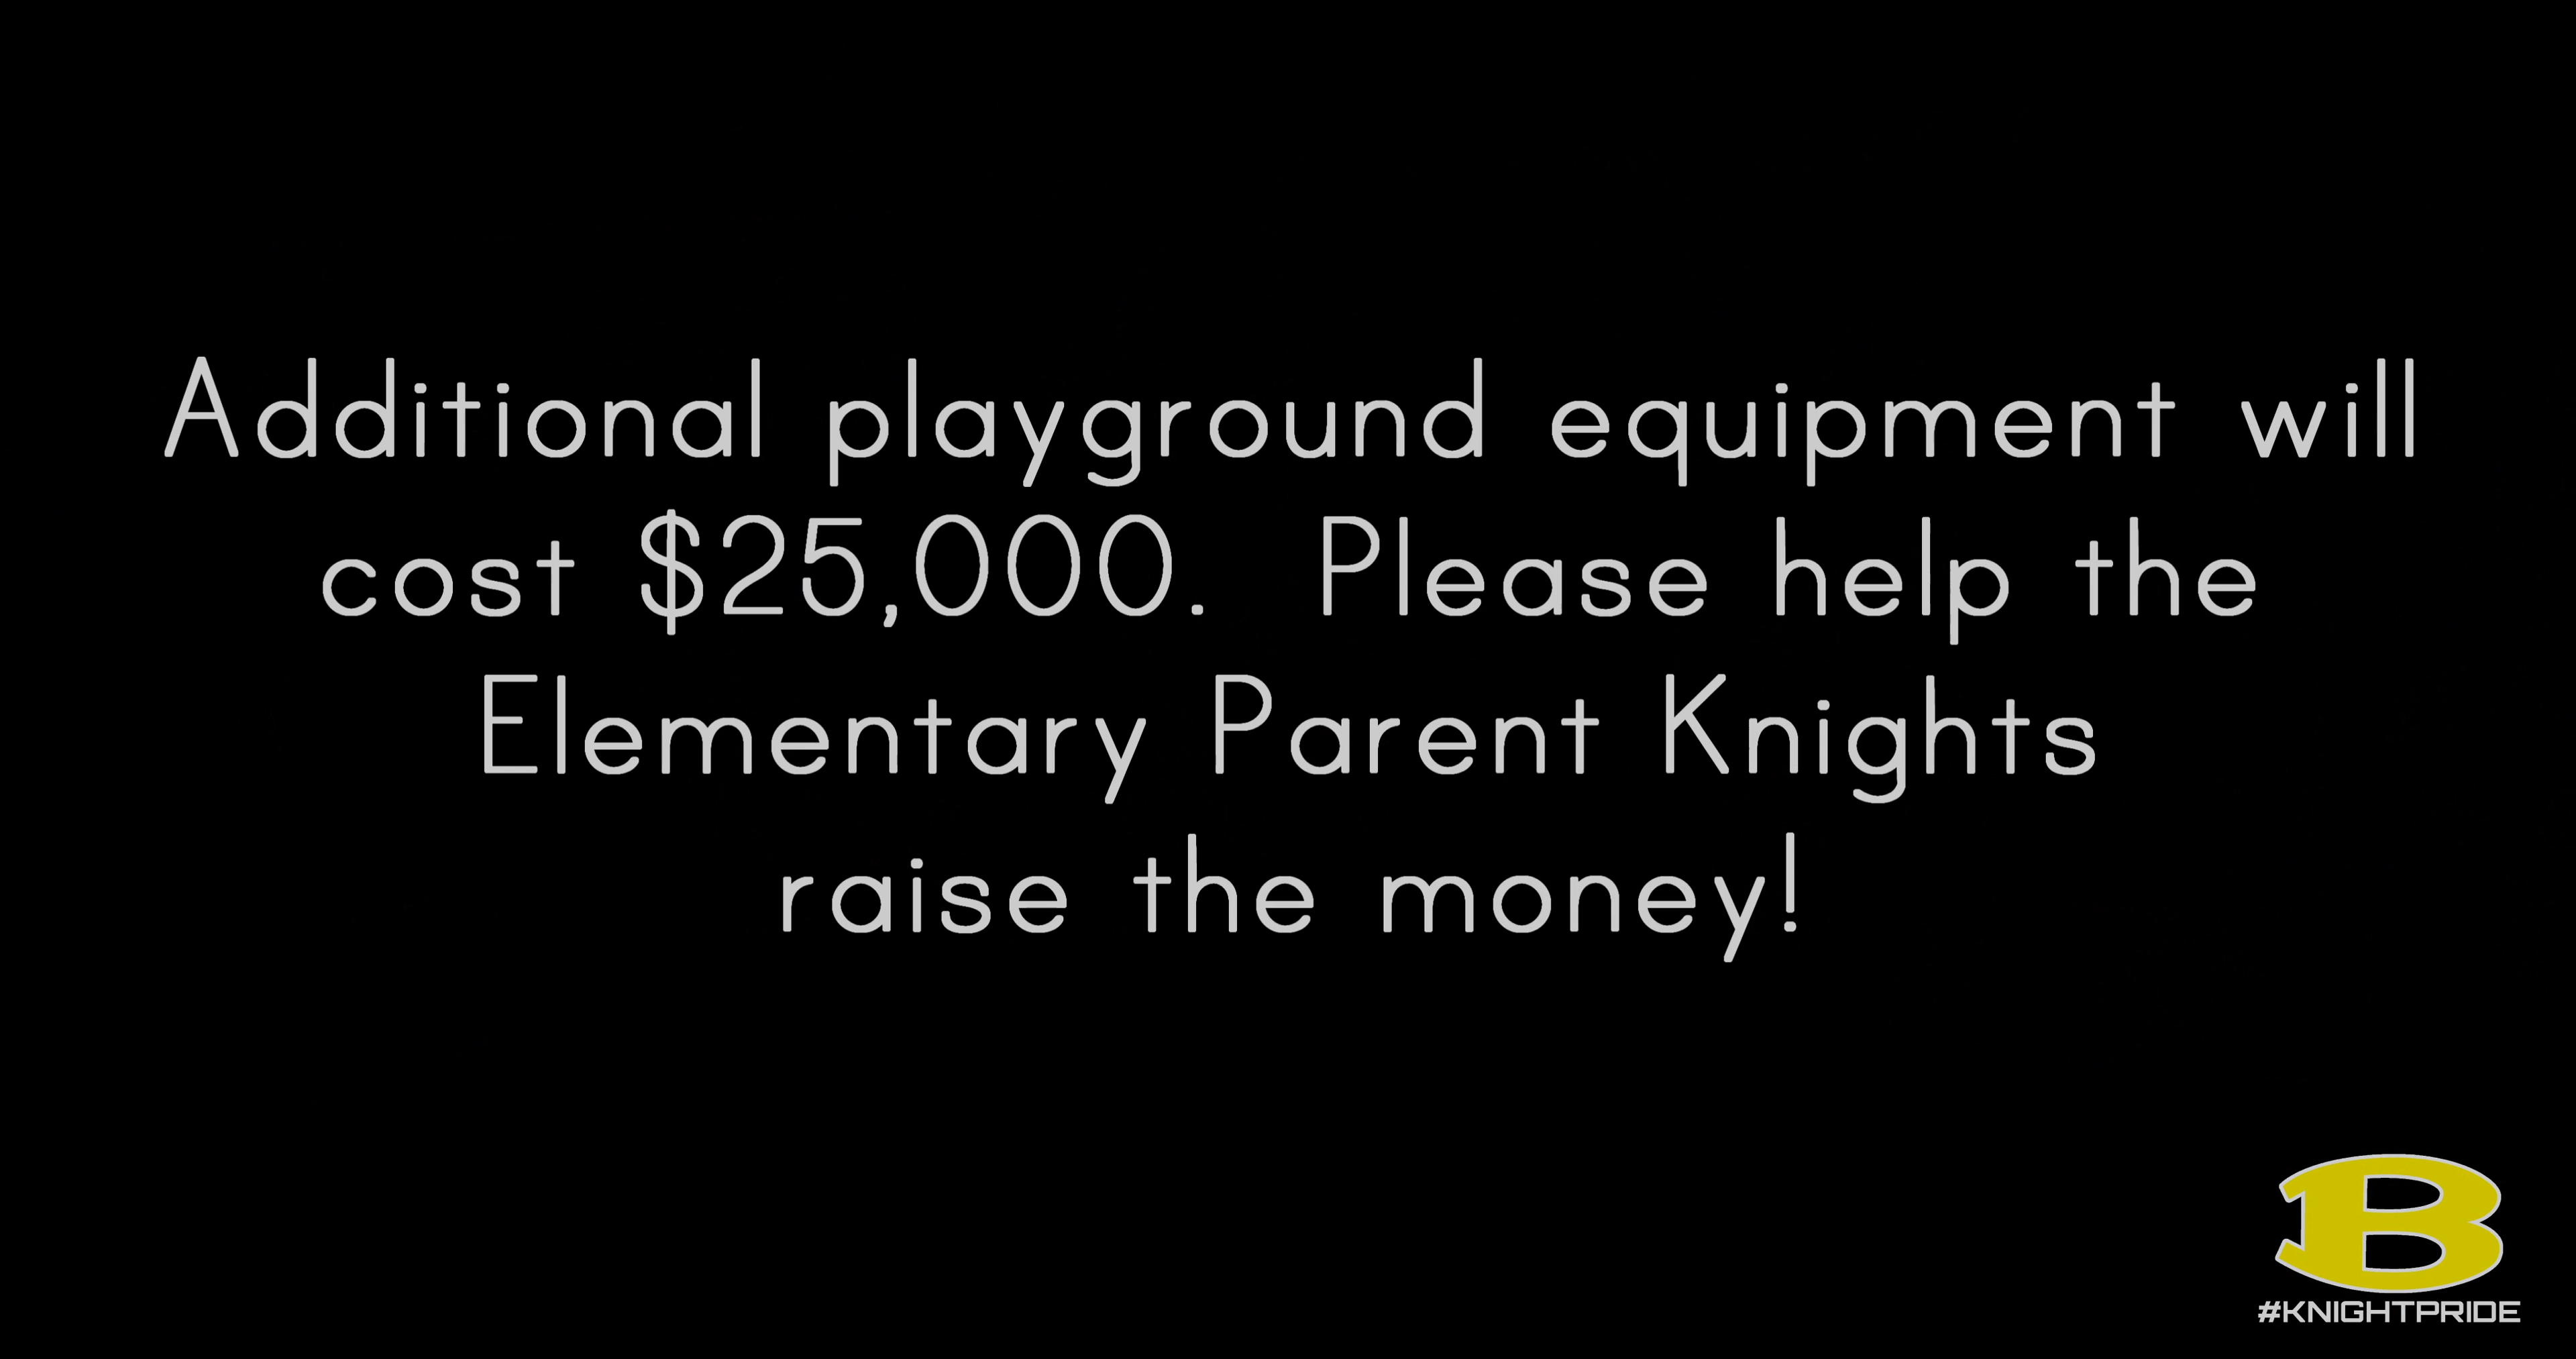 Additional playground equipment will
cost $25,000.  Please help the
Elementary Parent Knights
raise the money!
B
#KNIGHTPRIDE